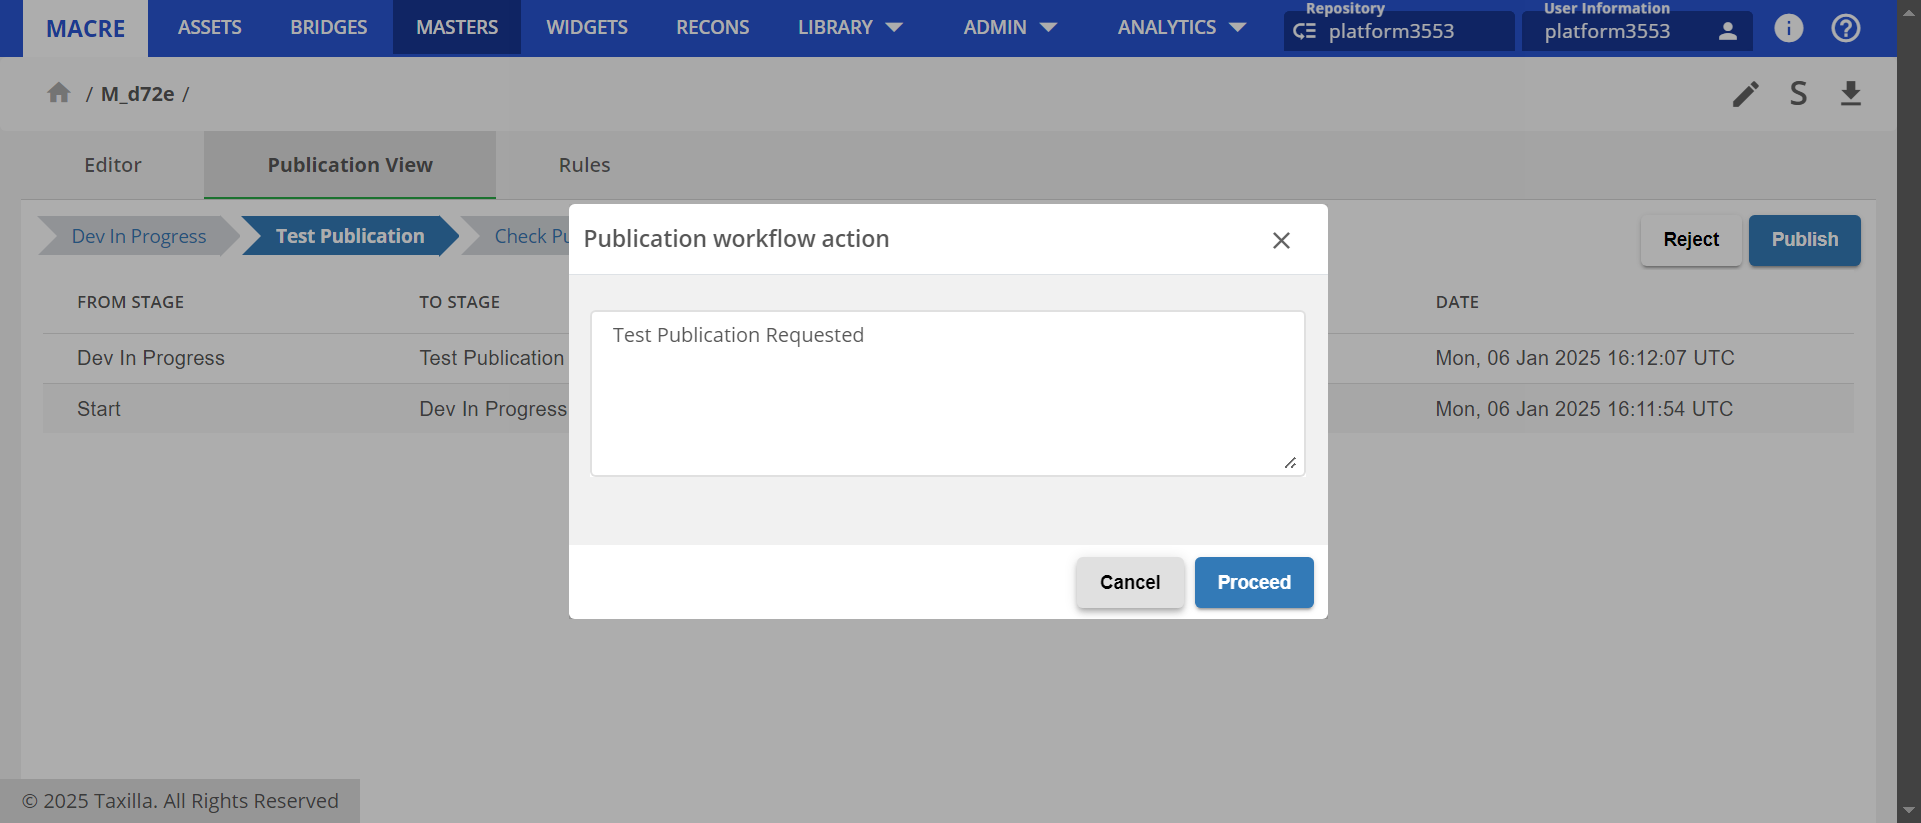 MACRE
ASSETS
BRIDGES
MASTERS
WIDGETS
RECONS
LIBRARY
ADMIN
ANALYTICS
Repository
platform3553
User Information
platform3553
/ M_d72e /
S
Editor
Publication View
Rules
Dev In Progress
Test Publication
Check Pu
Reject
Publish
FROM STAGE
TO STAGE
DATE
Dev In Progress
Test Publication
Mon, 06 Jan 2025 16:12:07 UTC
Start
Dev In Progress
Mon, 06 Jan 2025 16:11:54 UTC
Publication workflow action
Test Publication Requested
Cancel
Proceed
© 2025 Taxilla. All Rights Reserved